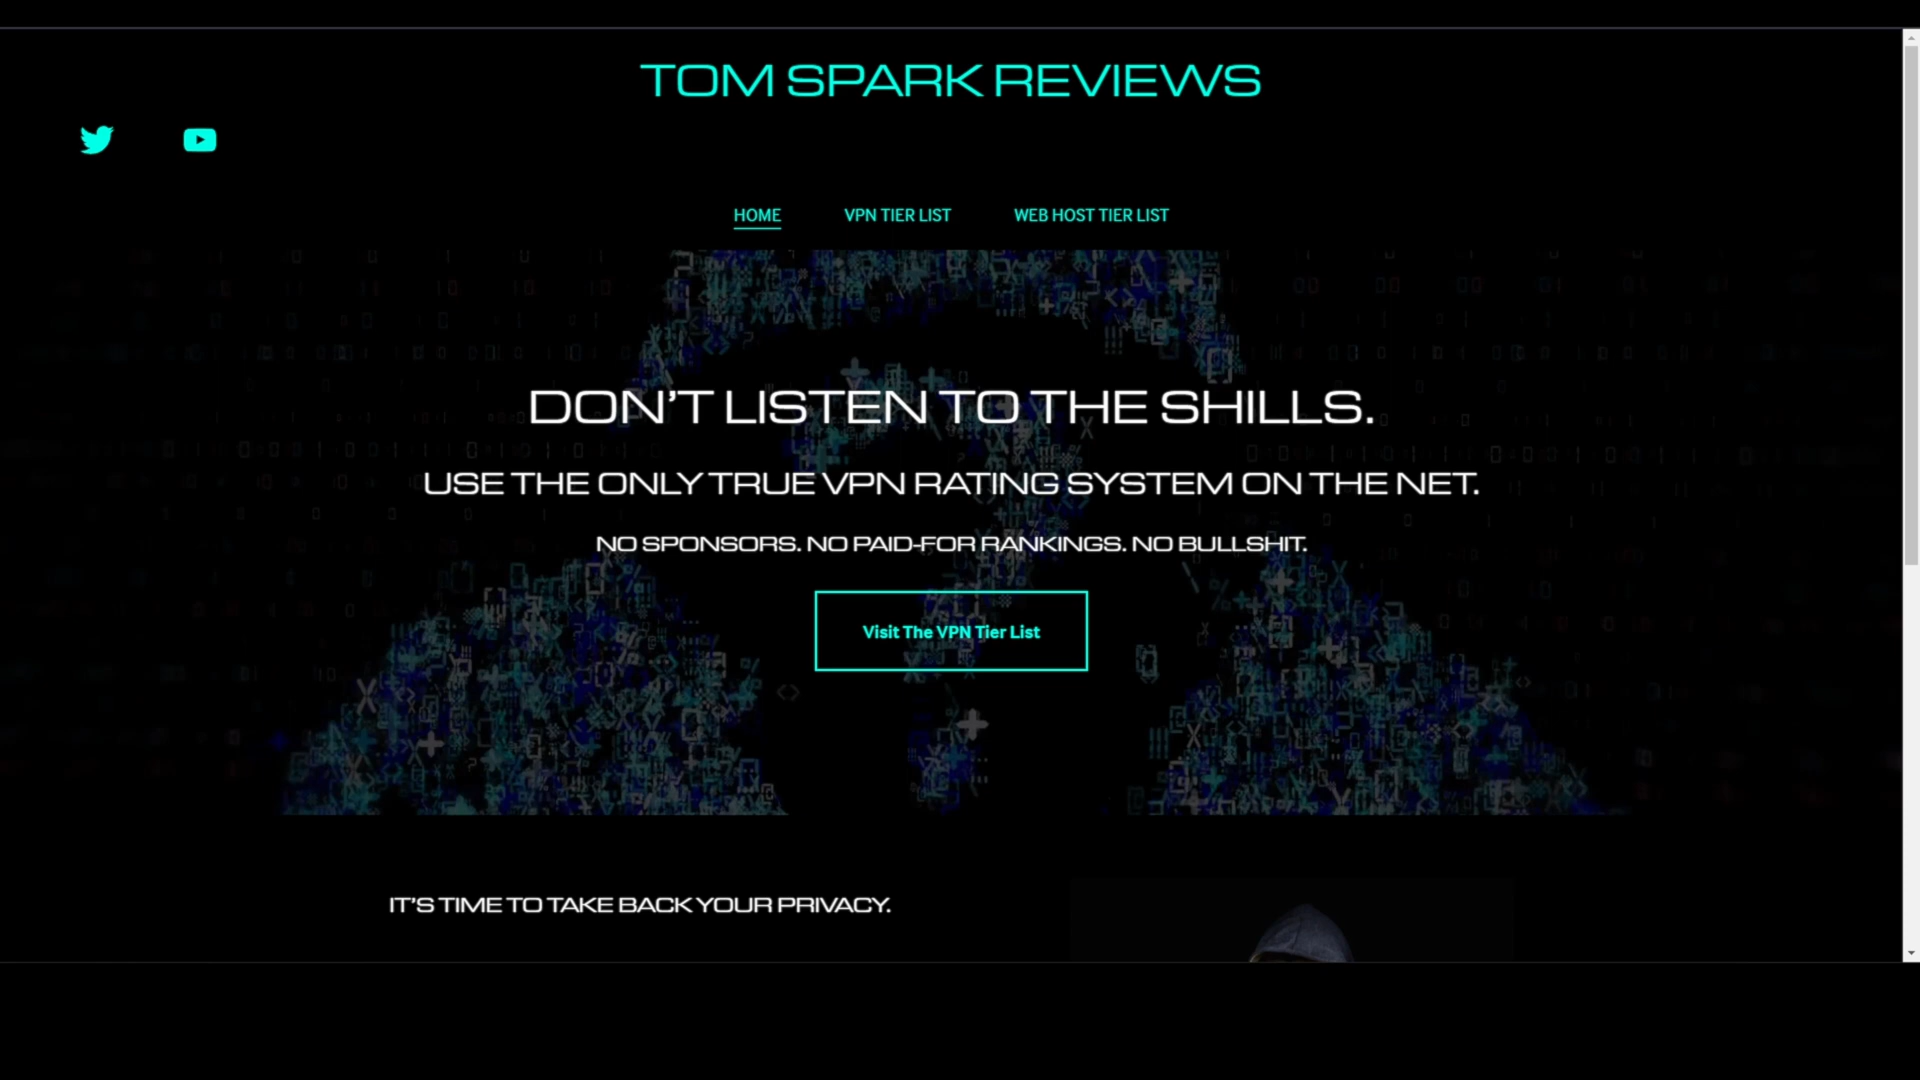 TOM SPARK REVIEWS
HOME VPN TIER LIST WEB HOST TIER LIST
DON'T LISTEN TO THE SHILLS.
USE THE ONLY TRUE VPN RATING SYSTEM ON THE NET.
NO SPONSORS. NO PAID-FOR RANKINGS. NO BULLSHIT.
Visit The VPN Tier List
IT'S TIME TO TAKE BACK YOUR PRIVACY.